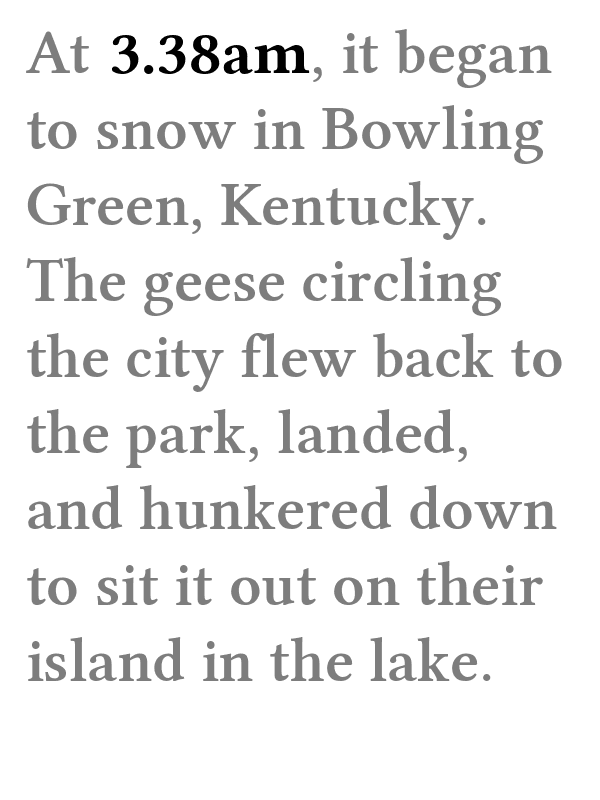 At 3.38am, it began
to snow in Bowling
Green, Kentucky.
The geese circling
the city flew back to
the park, landed,
and hunkered down
to sit it out on their
island in the lake.